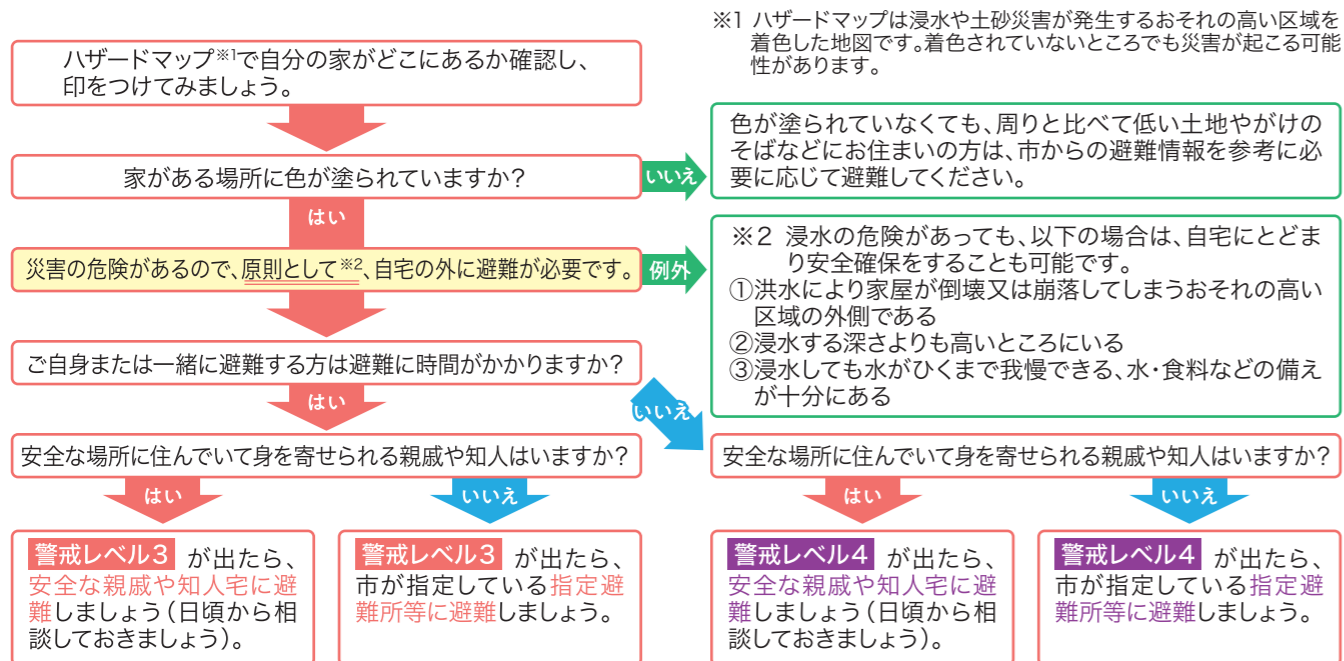 ※1 ハザードマップは浸水や土砂災害が発生するおそれの高い区域を
着色した地図です。着色されていないところでも災害が起こる可能
性があります。
ハザードマップ※1で自分の家がどこにあるか確認し、
印をつけてみましょう。
家がある場所に色が塗られていますか？
いいえ
色が塗られていなくても、周りと比べて低い土地やがけの
そばなどにお住まいの方は、市からの避難情報を参考に必
要に応じて避難してください。
はい
災害の危険があるので、原則として※2、自宅の外に避難が必要です。
例外
※2 浸水の危険があっても、以下の場合は、自宅にとどま
り安全確保をすることも可能です。
①洪水により家屋が倒壊又は崩落してしまうおそれの高い
区域の外側である
②浸水する深さよりも高いところにいる
③浸水しても水がひくまで我慢できる、水・食料などの備え
が十分にある
ご自身または一緒に避難する方は避難に時間がかかりますか？
はい
いいえ
安全な場所に住んでいて身を寄せられる親戚や知人はいますか？
はい
いいえ
警戒レベル3 が出たら、
安全な親戚や知人宅に避
難しましょう（日頃から相
談しておきましょう）。
警戒レベル3 が出たら、
市が指定している指定避
難所等に避難しましょう。
安全な場所に住んでいて身を寄せられる親戚や知人はいますか？
はい
いいえ
警戒レベル4 が出たら、
安全な親戚や知人宅に避
難しましょう（日頃から相
談しておきましょう）。
警戒レベル4 が出たら、
市が指定している指定避
難所等に避難しましょう。